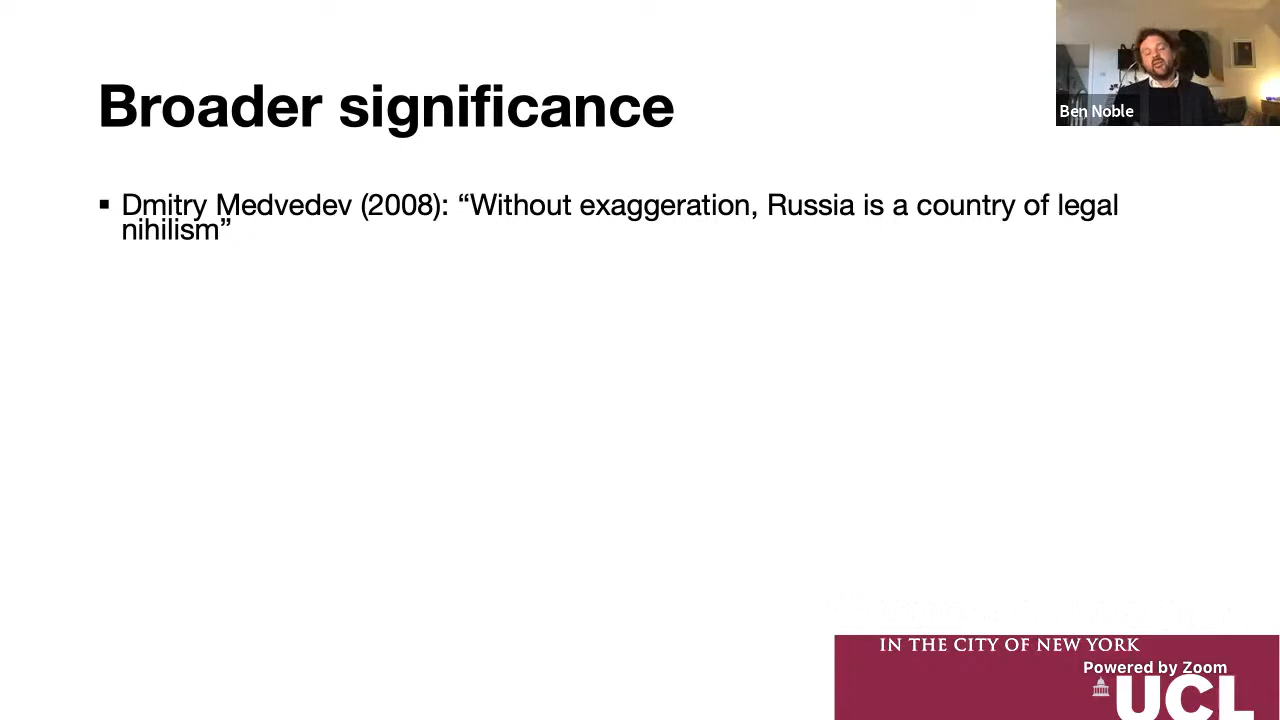 Broader significance
Ben Noble
▪ Dmitry Medvedev (2008): “Without exaggeration, Russia is a country of legal
nihilism”
IN THE CITY OF NEW YORK
Powered by Zoom
UCL